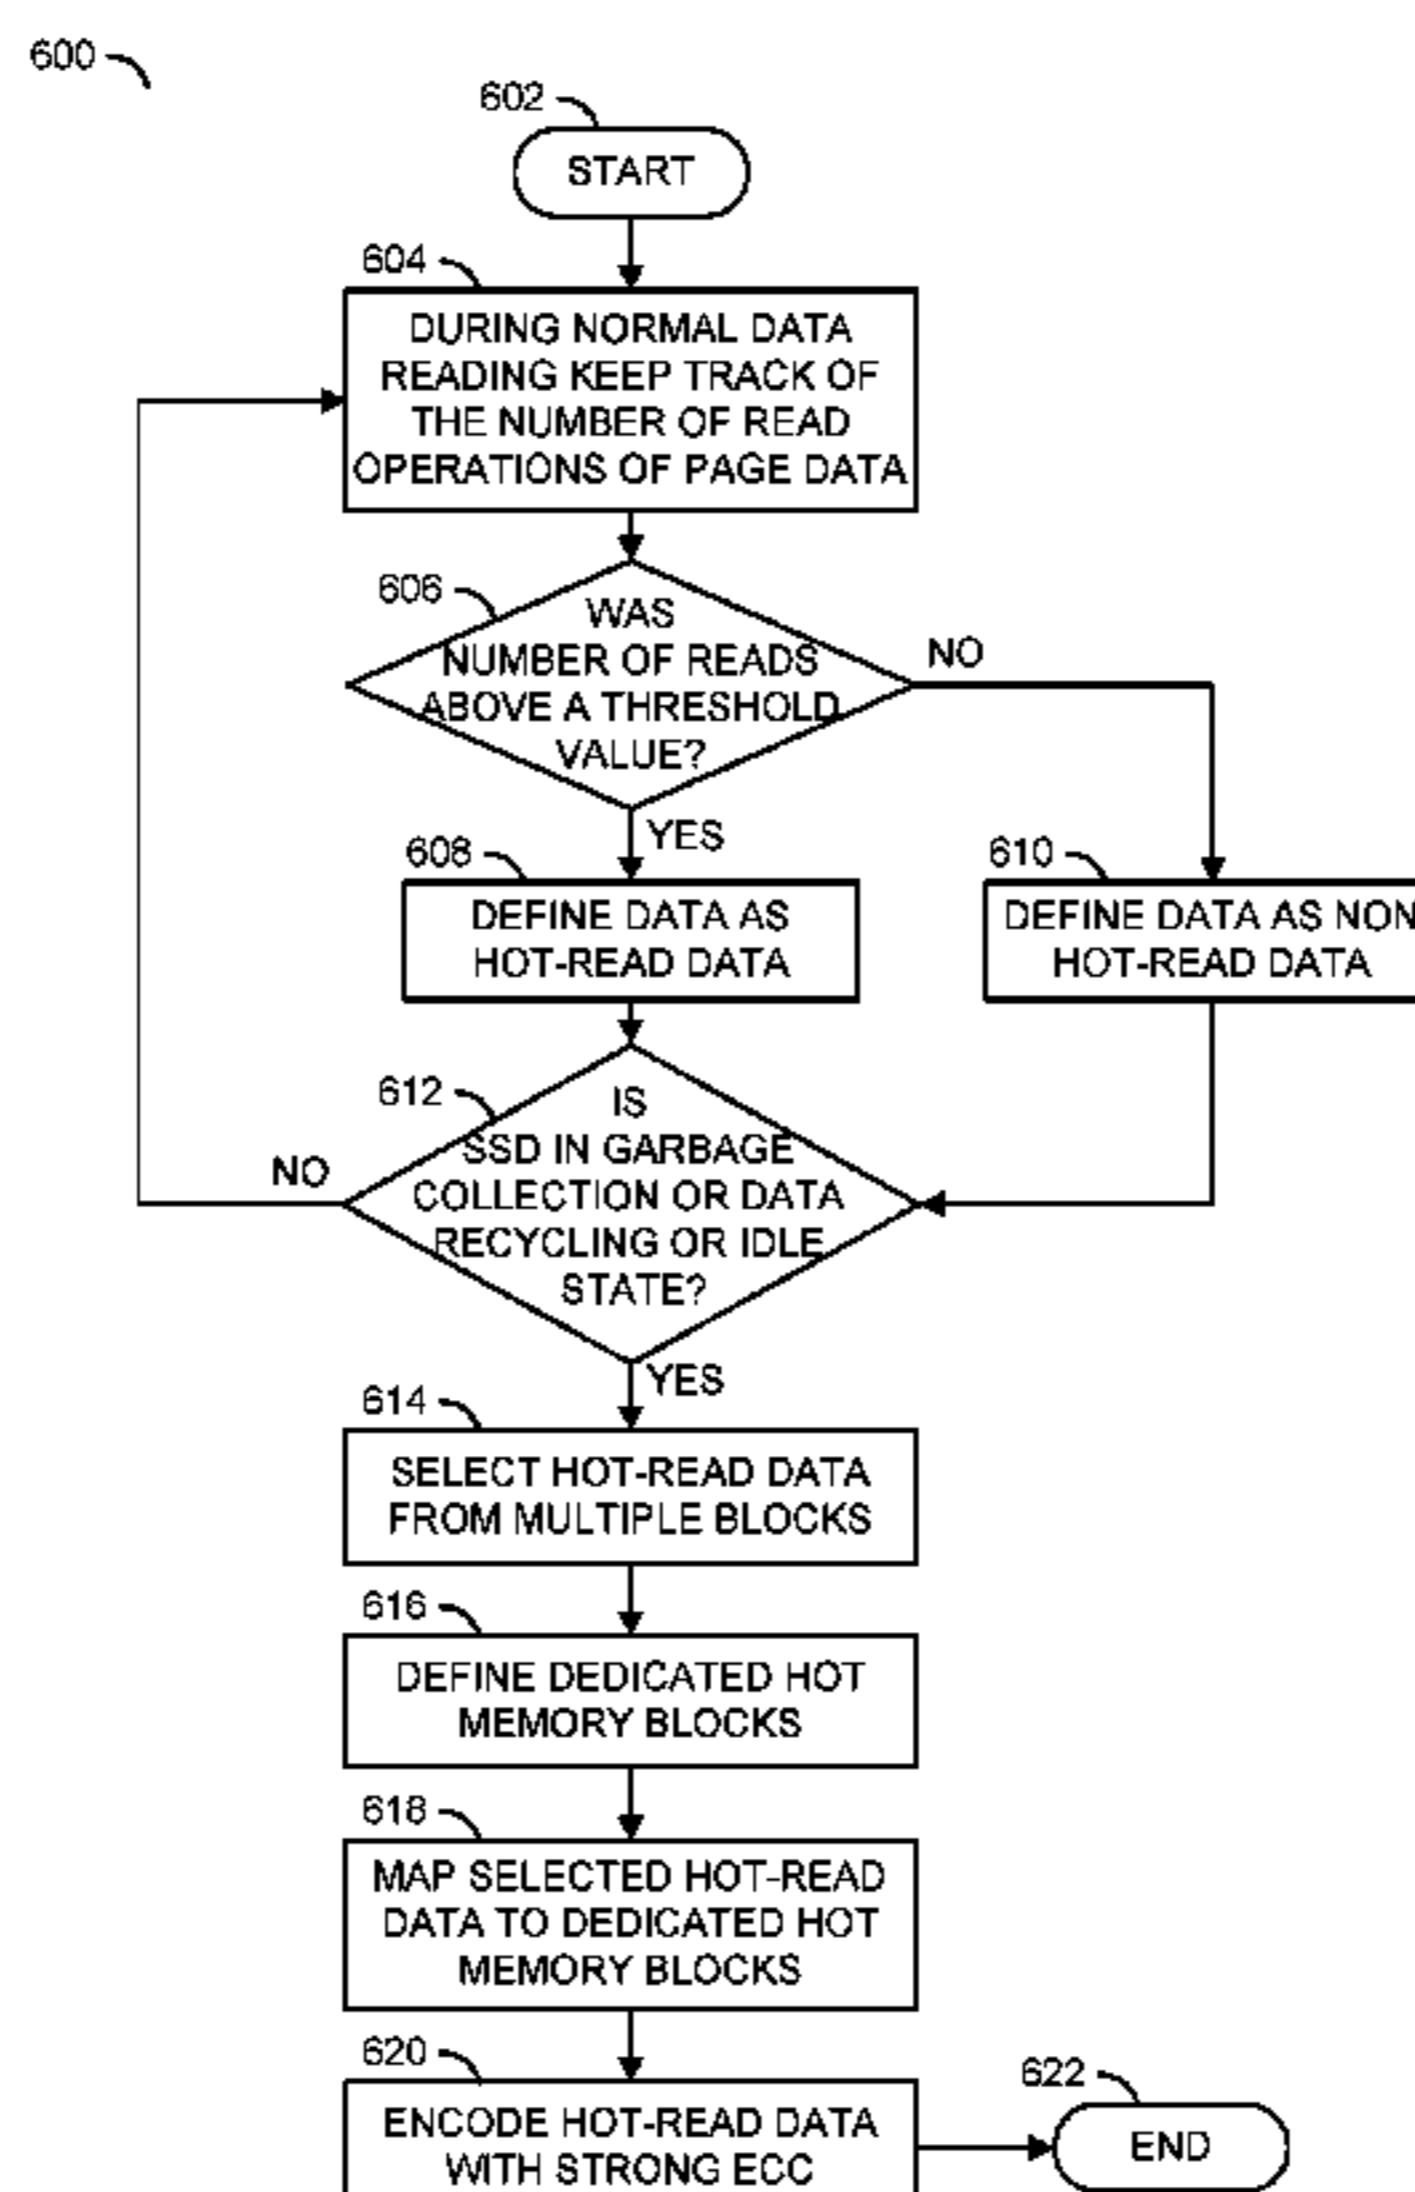 600
602
START
604
DURING NORMAL DATA
READING KEEP TRACK OF
THE NUMBER OF READ
OPERATIONS OF PAGE DATA
606
WAS
NUMBER OF READS
ABOVE A THRESHOLD
VALUE?
NO
YES
608
DEFINE DATA AS
HOT-READ DATA
610
DEFINE DATA AS NON
HOT-READ DATA
612
IS
SSD IN GARBAGE
COLLECTION OR DATA
RECYCLING OR IDLE
STATE?
NO
YES
614
SELECT HOT-READ DATA
FROM MULTIPLE BLOCKS
616
DEFINE DEDICATED HOT
MEMORY BLOCKS
618
MAP SELECTED HOT-READ
DATA TO DEDICATED HOT
MEMORY BLOCKS
620
ENCODE HOT-READ DATA
WITH STRONG ECC
622
END